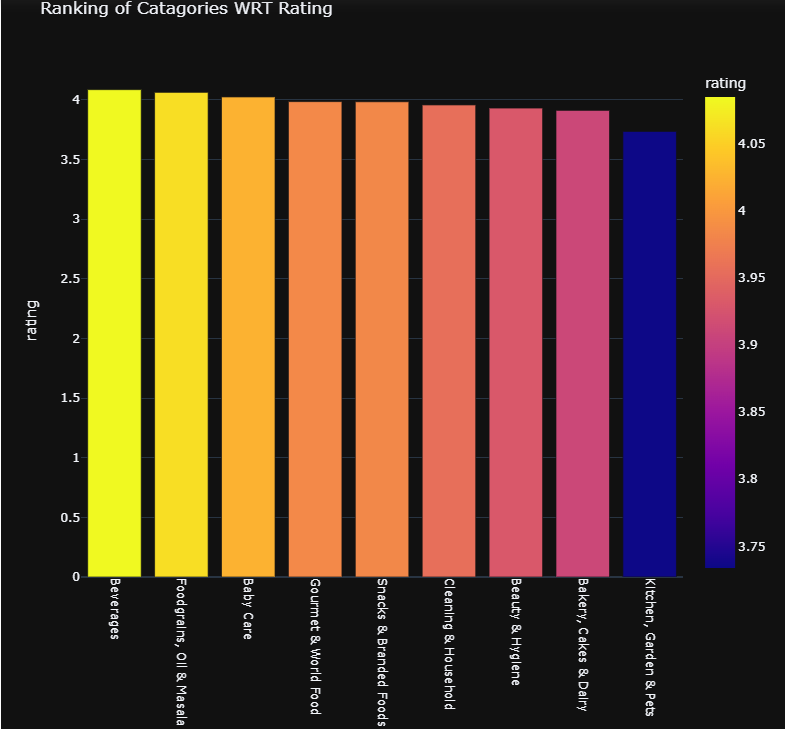 Ranking of Catagories WRT Rating
rating
4
3.5
3
2.5
2
1.5
1
0.5
0
rating
4.05
4
3.95
3.9
3.85
3.8
3.75
Beverages
Foodgrains, Oil & Masala
Baby Care
Gourmet & World Food
Snacks & Branded Foods
Cleaning & Household
Beauty & Hygiene
Bakery, Cakes & Dairy
Kitchen, Garden & Pets